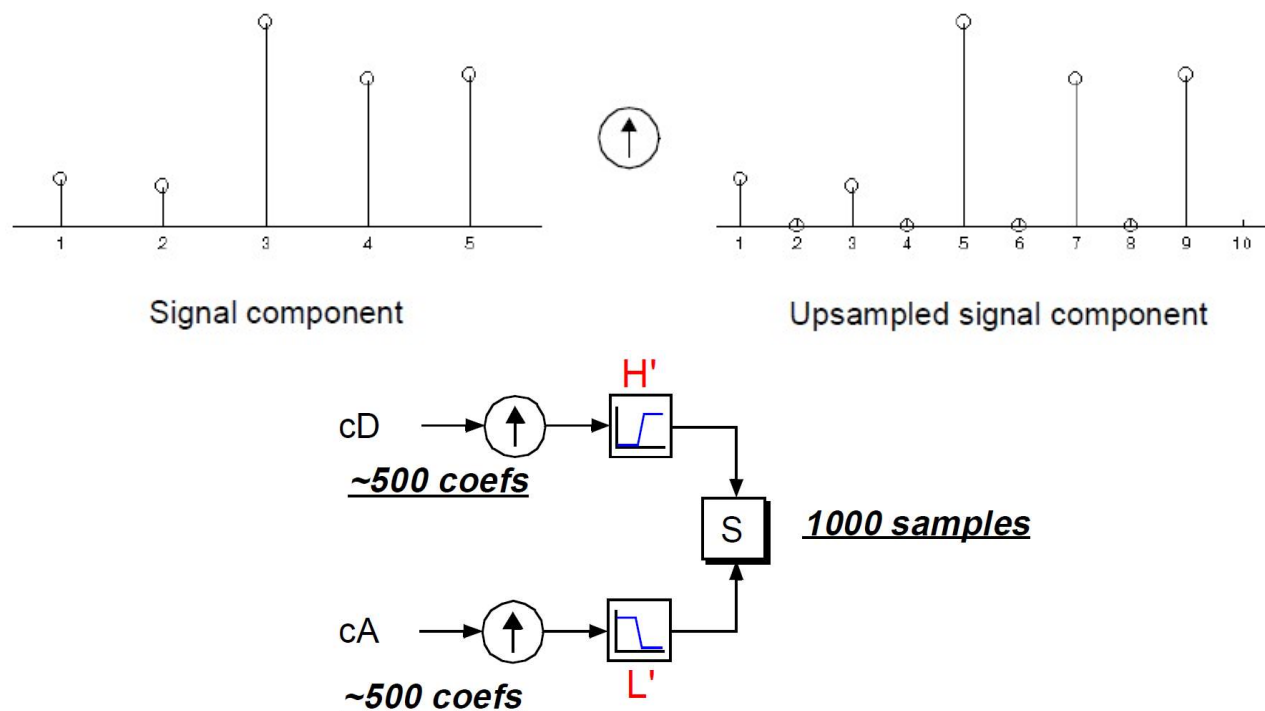 1 2 3 4 5
1 2 3 4 5 6 7 8 9 10
Signal component
Upsampled signal component
H'
cD
~500 coefs
S
1000 samples
cA
L'
~500 coefs